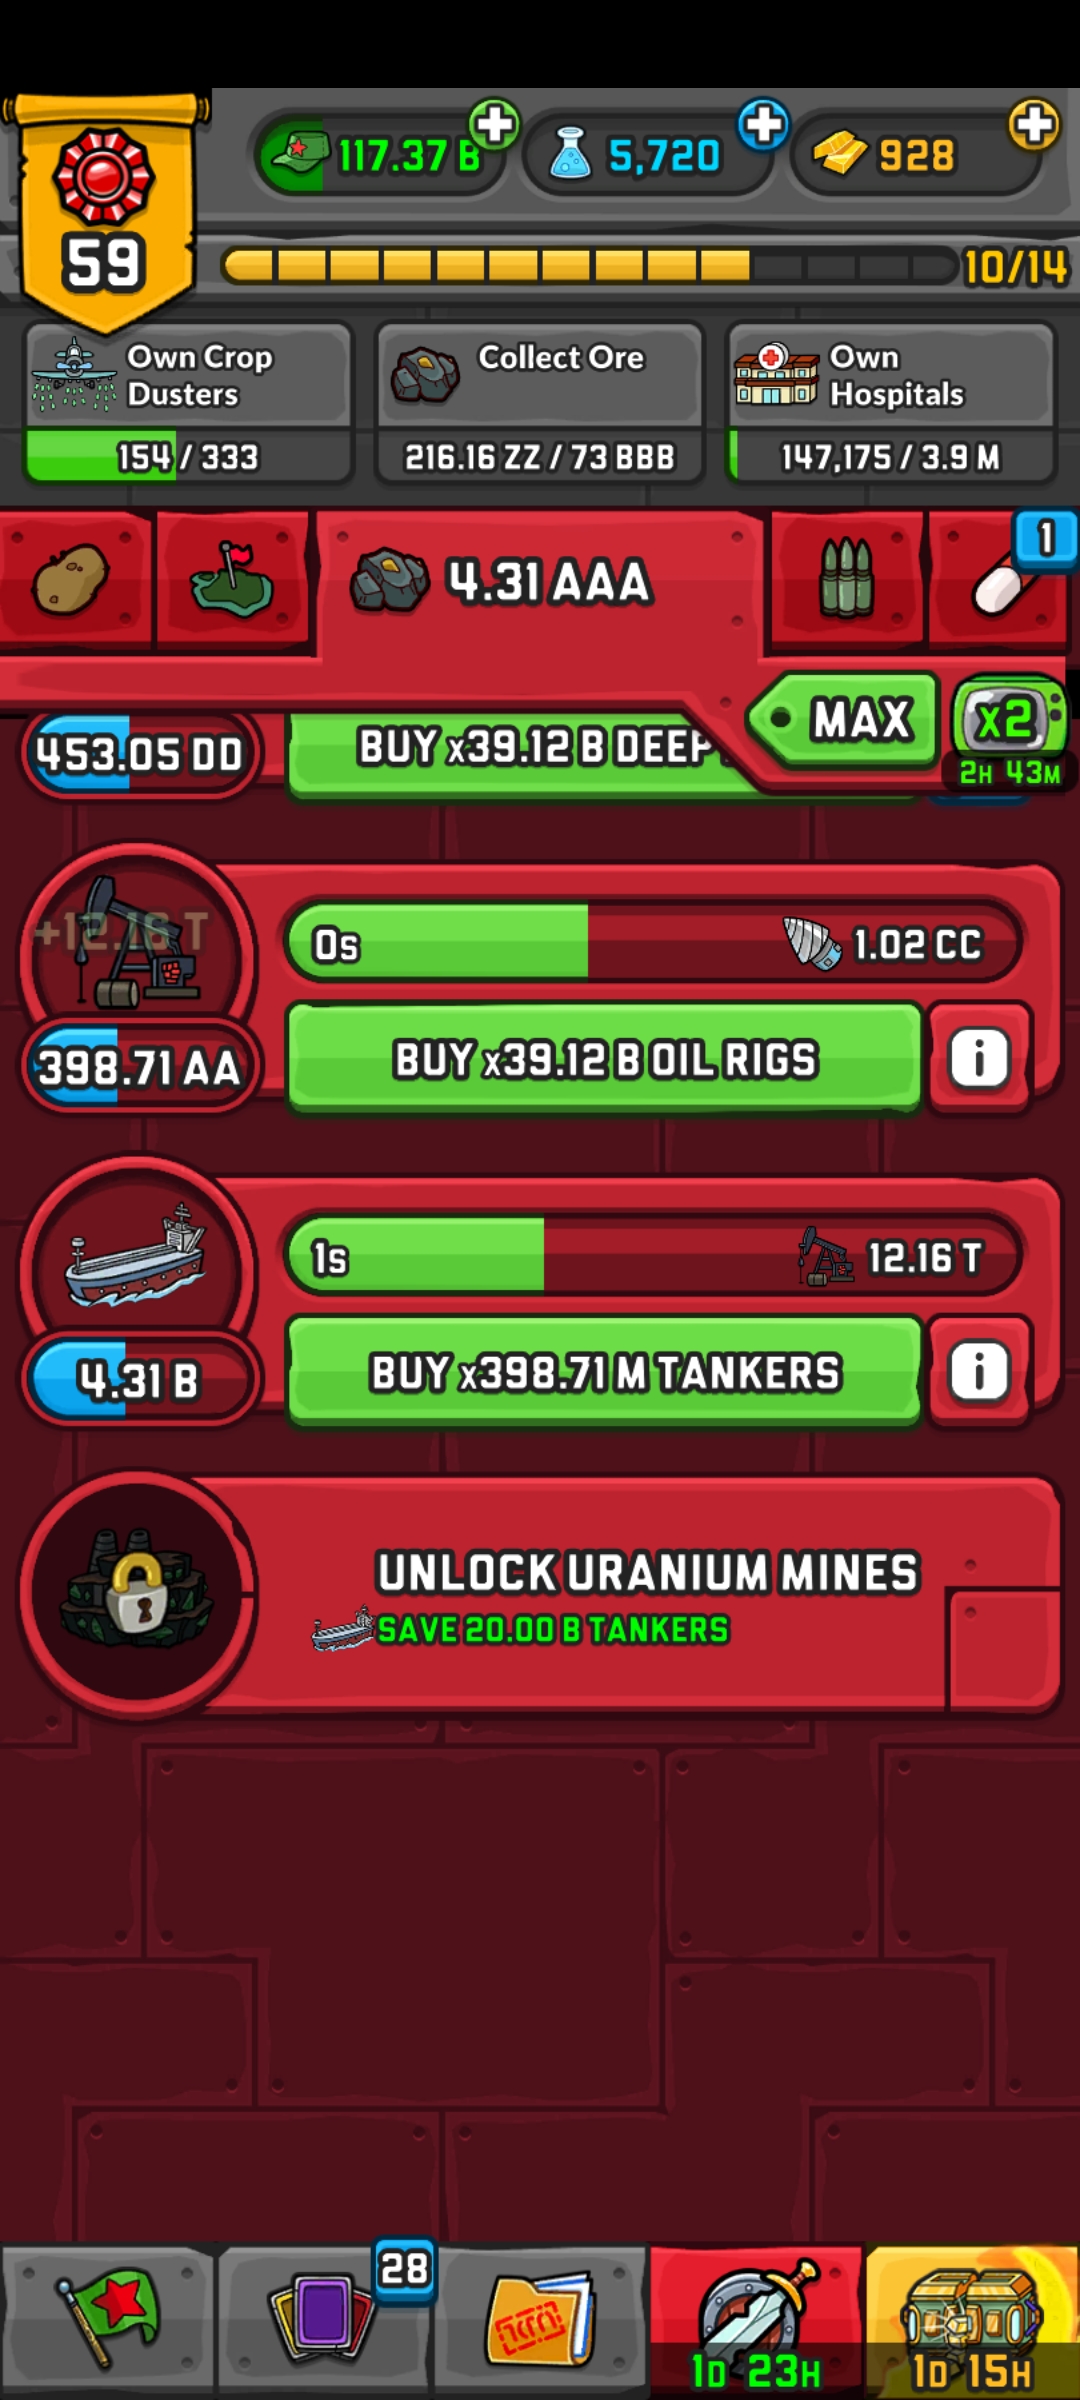 117.37 B
5,720
928
59
10/14
Own Crop
Dusters
154 / 333
Collect Ore
216.16 ZZ / 73 BBB
Own
Hospitals
147,175 / 3.9 M
4.31 AAA
1
MAX
x2
2H 43M
453.05 DD
BUY x39.12 B DEEP
+12.16 T
0s
1.02 CC
398.71 AA
BUY x39.12 B OIL RIGS
i
1s
12.16 T
4.31 B
BUY x398.71 M TANKERS
i
UNLOCK URANIUM MINES
SAVE 20.00 B TANKERS
28
1D 23H
1D 15H